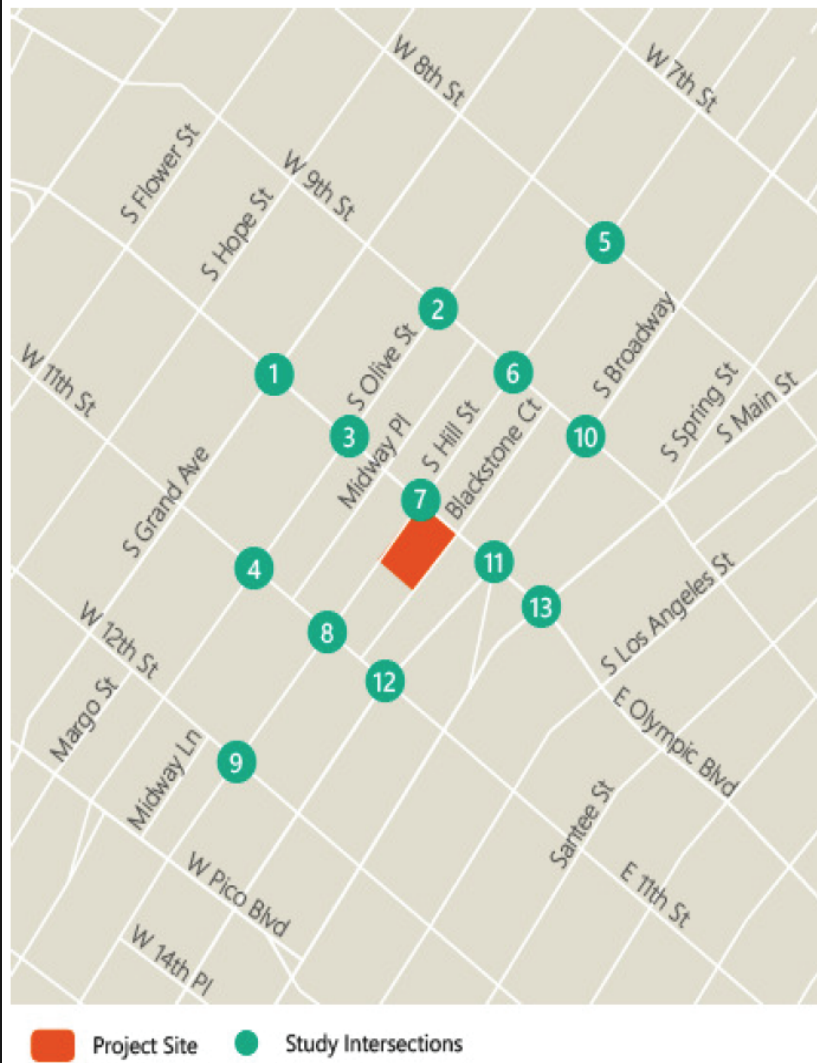 W 8th St
W 7th St
S Flower St
W 9th St
S Hope St
5
2
S Broadway
W 11th St
S Olive St
1
6
S Spring St
S Main St
3
Midway Pl
S Hill St
Blackstone Ct
10
S Grand Ave
7
4
11
13
S Los Angeles St
W 12th St
8
12
Margo St
E Olympic Blvd
Midway Ln
9
Santee St
W Pico Blvd
E 11th St
W 14th Pl
Project Site
Study Intersections